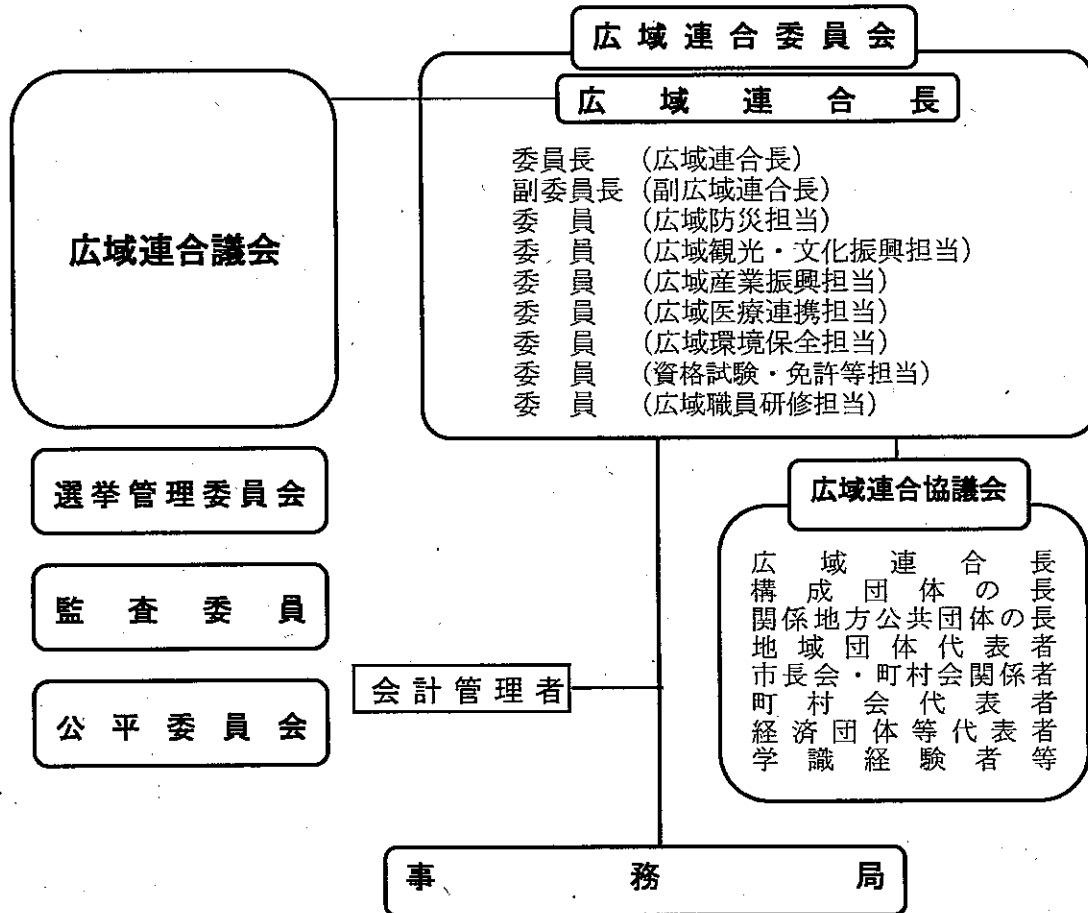 広域連合委員会
広域連合長
委員長 (広域連合長)
副委員長 (副広域連合長)
委員 (広域防災担当)
委員 (広域観光・文化振興担当)
委員 (広域産業振興担当)
委員 (広域医療連携担当)
委員 (広域環境保全担当)
委員 (資格試験・免許等担当)
委員 (広域職員研修担当)
広域連合議会
選挙管理委員会
監査委員
公平委員会
広域連合協議会
広域連合長
構成団体の長
関係地方公共団体の長
地域団体代表者
市長会・町村会関係者
町村会代表者
経済団体等代表者
学識経験者等
会計管理者
事務局